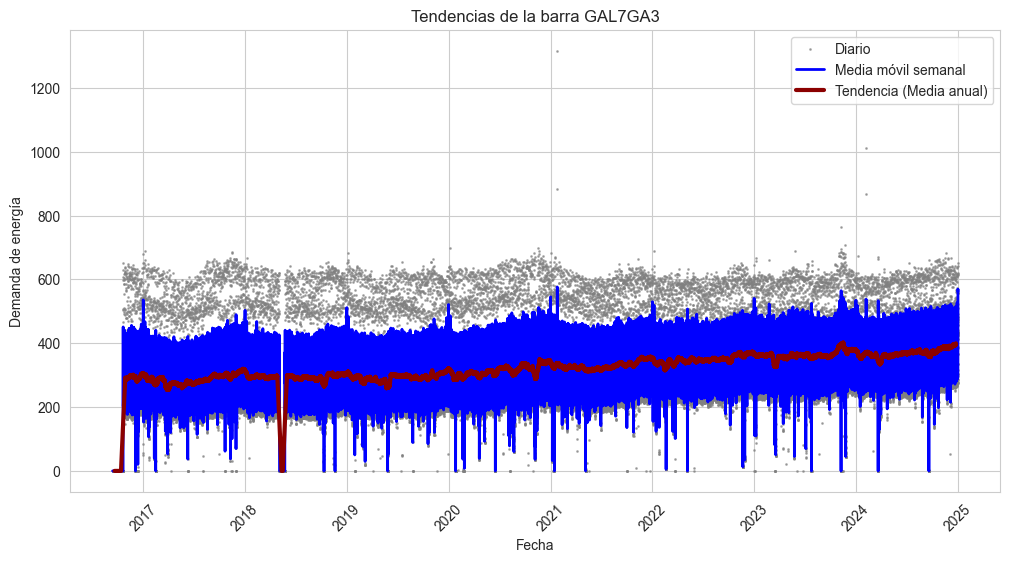 Tendencias de la barra GAL7GA3
Diario
Media móvil semanal
Tendencia (Media anual)
Demanda de energía
1200
1000
800
600
400
200
0
2017
2018
2019
2020
2021
2022
2023
2024
2025
Fecha